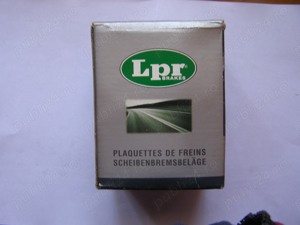 Lpr®
BRAKES
PLAQUETTES DE FREINS
SCHEIBENBREMSBELÄGE